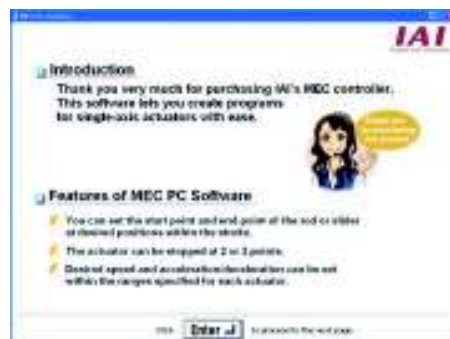 IAI
Introduction
Thank you very much for purchasing IAI's MEC controller.
This software lets you create programs
for single-axis actuators with ease.
Features of MEC PC Software
You can set the start point and end point of the rod or slider
at desired positions within the stroke.
The actuator can be stopped at 2 or 3 points.
Desired speed and acceleration/deceleration can be set
within the ranges specified for each actuator.
Enter
to proceed to the next page.